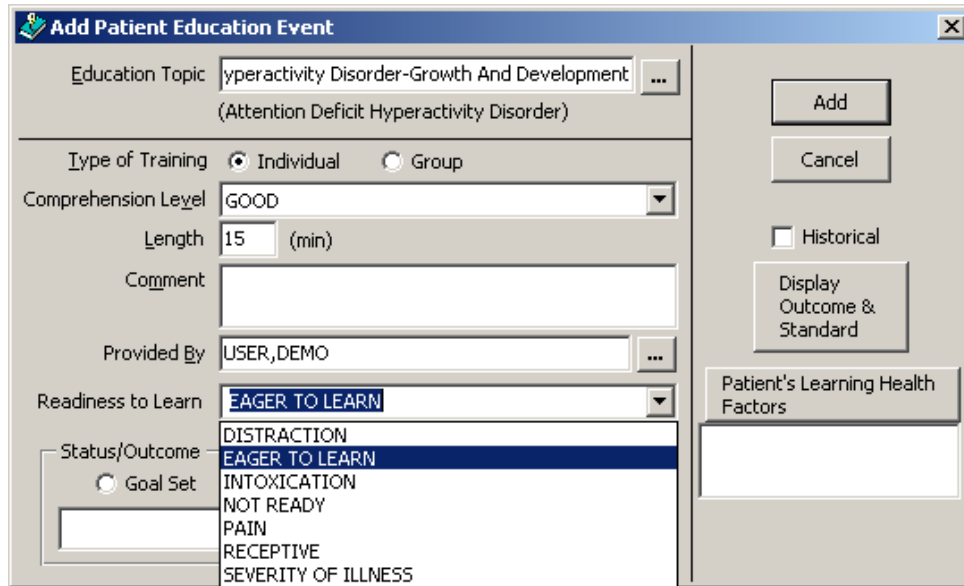 Add Patient Education Event
Education Topic yperactivity Disorder-Growth And Development ...
(Attention Deficit Hyperactivity Disorder)
Type of Training Individual Group
Comprehension Level GOOD
Length 15 (min)
Comment
Provided By USER,DEMO ...
Readiness to Learn EAGER TO LEARN
DISTRACTION
EAGER TO LEARN
INTOXICATION
NOT READY
PAIN
RECEPTIVE
SEVERITY OF ILLNESS
Status/Outcome
Goal Set
Add
Cancel
Historical
Display
Outcome &
Standard
Patient's Learning Health
Factors